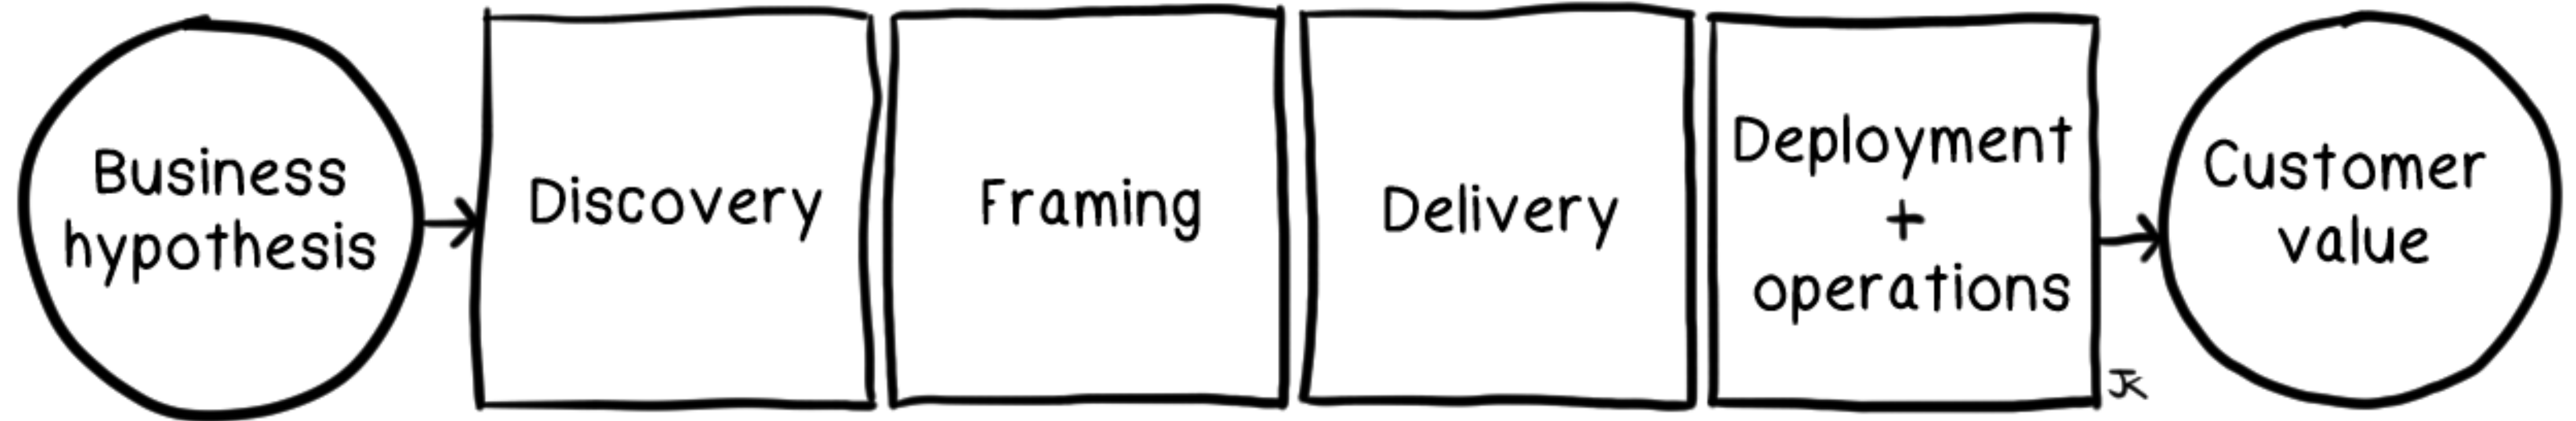 Business
hypothesis
Discovery
Framing
Delivery
Deployment
+
operations
Customer
value
JK